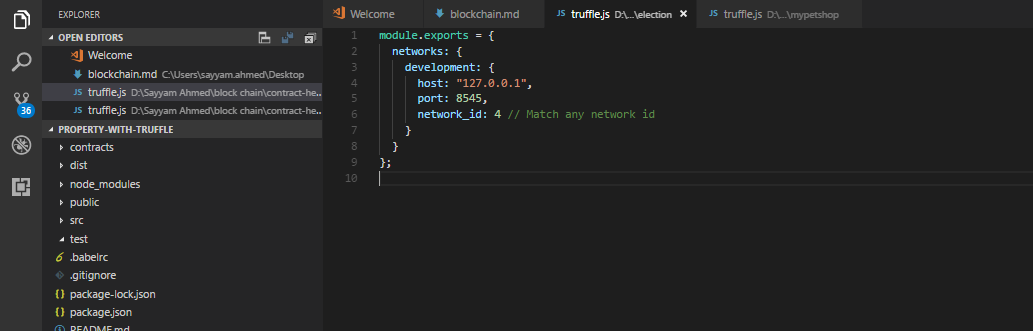 EXPLORER
OPEN EDITORS
Welcome
blockchain.md C:\Users\sayyam.ahmed\Desktop
JS truffle.js D:\Sayyam Ahmed\block chain\contract-he...
JS truffle.js D:\Sayyam Ahmed\block chain\contract-he...
36
PROPERTY-WITH-TRUFFLE
contracts
dist
node_modules
public
src
test
.babelrc
.gitignore
{} package-lock.json
{} package.json
README.md
Welcome blockchain.md JS truffle.js D:\...\election × JS truffle.js D:\...\mypetshop
1 module.exports = {
2 networks: {
3 development: {
4 host: "127.0.0.1",
5 port: 8545,
6 network_id: 4 // Match any network id
7 }
8 }
9 };
10